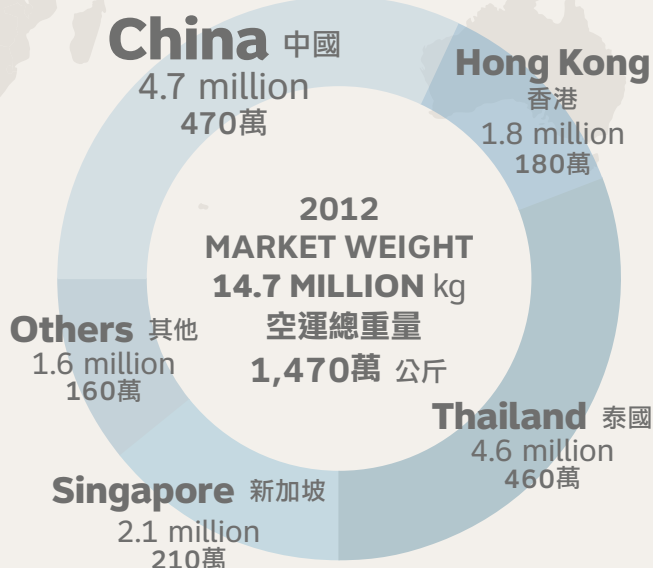 China 中國
4.7 million
470萬
Hong Kong
香港
1.8 million
180萬
2012
MARKET WEIGHT
14.7 MILLION kg
空運總重量
1,470萬 公斤
Others 其他
1.6 million
160萬
Thailand 泰國
4.6 million
460萬
Singapore 新加坡
2.1 million
210萬